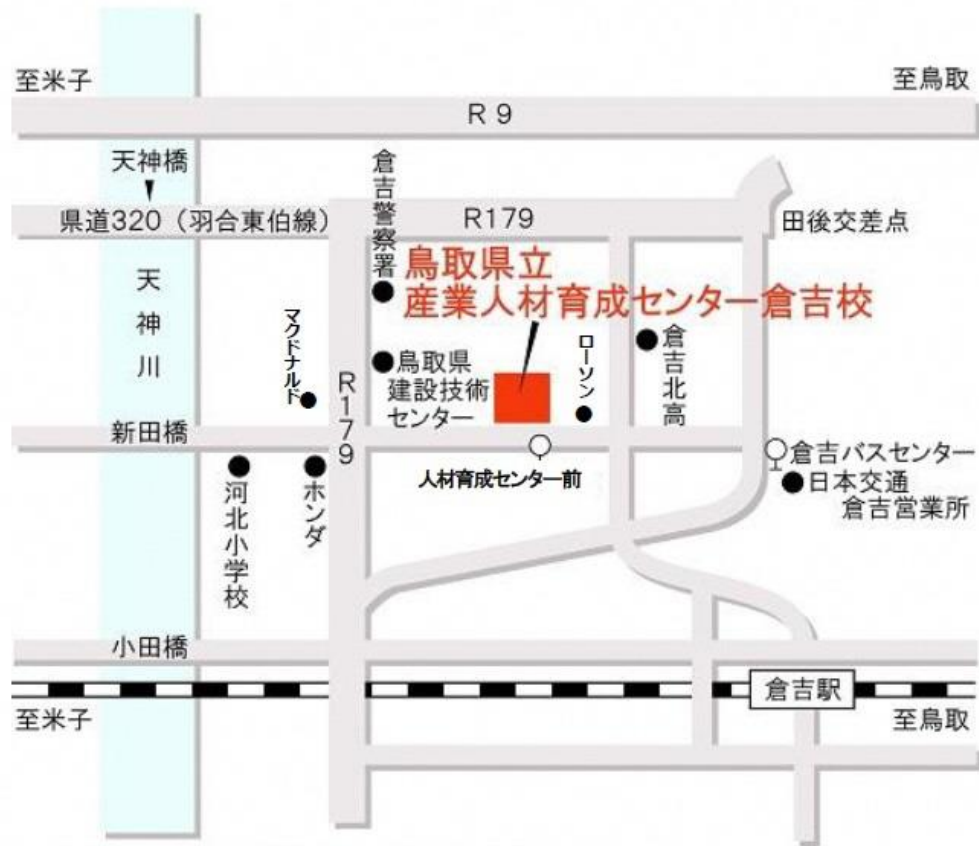 至米子
至鳥取
R 9
天神橋
県道320（羽合東伯線）
R179
田後交差点
倉吉警察署
鳥取県立
産業人材育成センター倉吉校
天神川
マクドナルド
鳥取県
建設技術
センター
ローソン
倉吉北高
R179
新田橋
人材育成センター前
倉吉バスセンター
日本交通
倉吉営業所
河北小学校
ホンダ
小田橋
倉吉駅
至米子
至鳥取